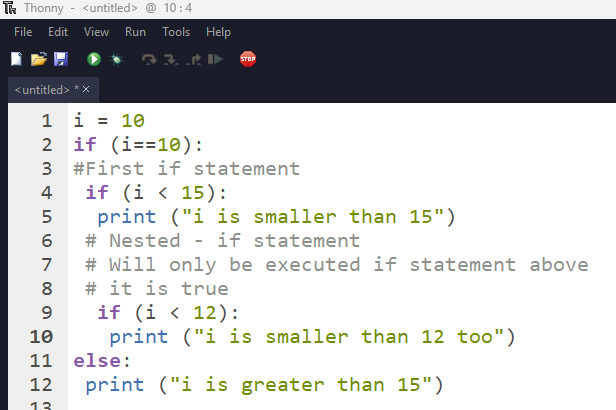 Thonny - <untitled> @ 10 : 4
File Edit View Run Tools Help
STOP
<untitled> * ×
1 i = 10
2 if (i==10):
3 #First if statement
4  if (i < 15):
5   print ("i is smaller than 15")
6  # Nested - if statement
7  # Will only be executed if statement above
8  # it is true
9   if (i < 12):
10    print ("i is smaller than 12 too")
11 else:
12  print ("i is greater than 15")
13